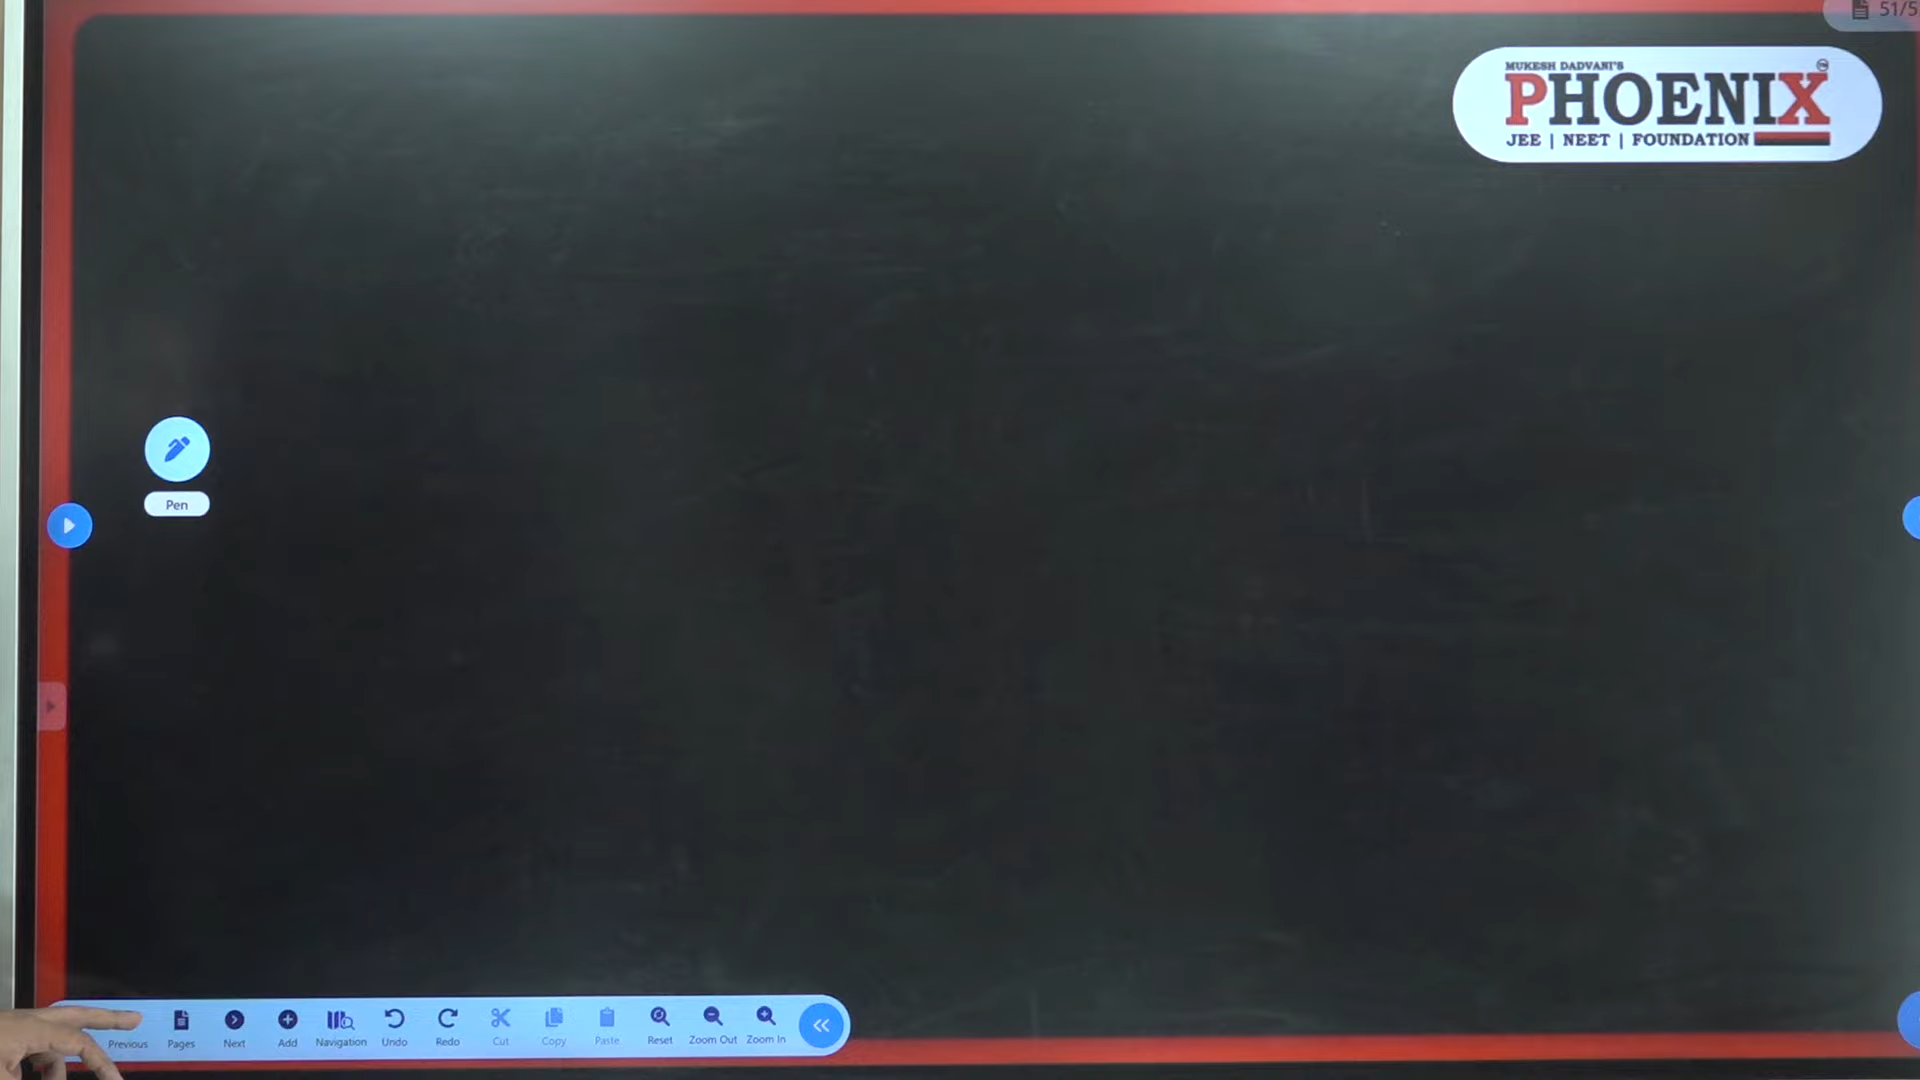 51/5
MUKESH DADVANI'S
PHOENIX
JEE | NEET | FOUNDATION
Pen
Previous
Pages
Next
Add
Navigation
Undo
Redo
Cut
Copy
Paste
Reset
Zoom Out
Zoom In